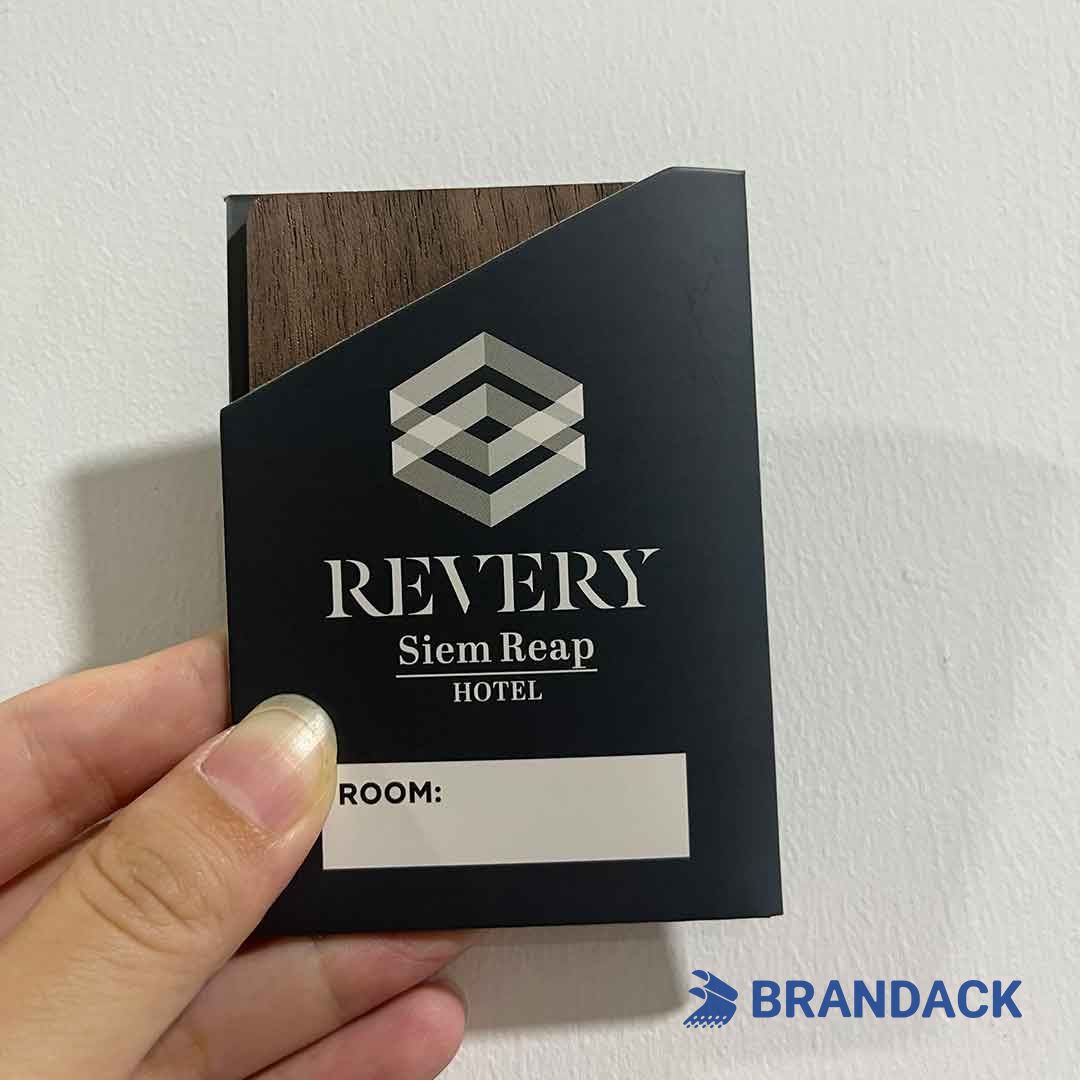 REVERY
Siem Reap
HOTEL
ROOM:
BRANDACK